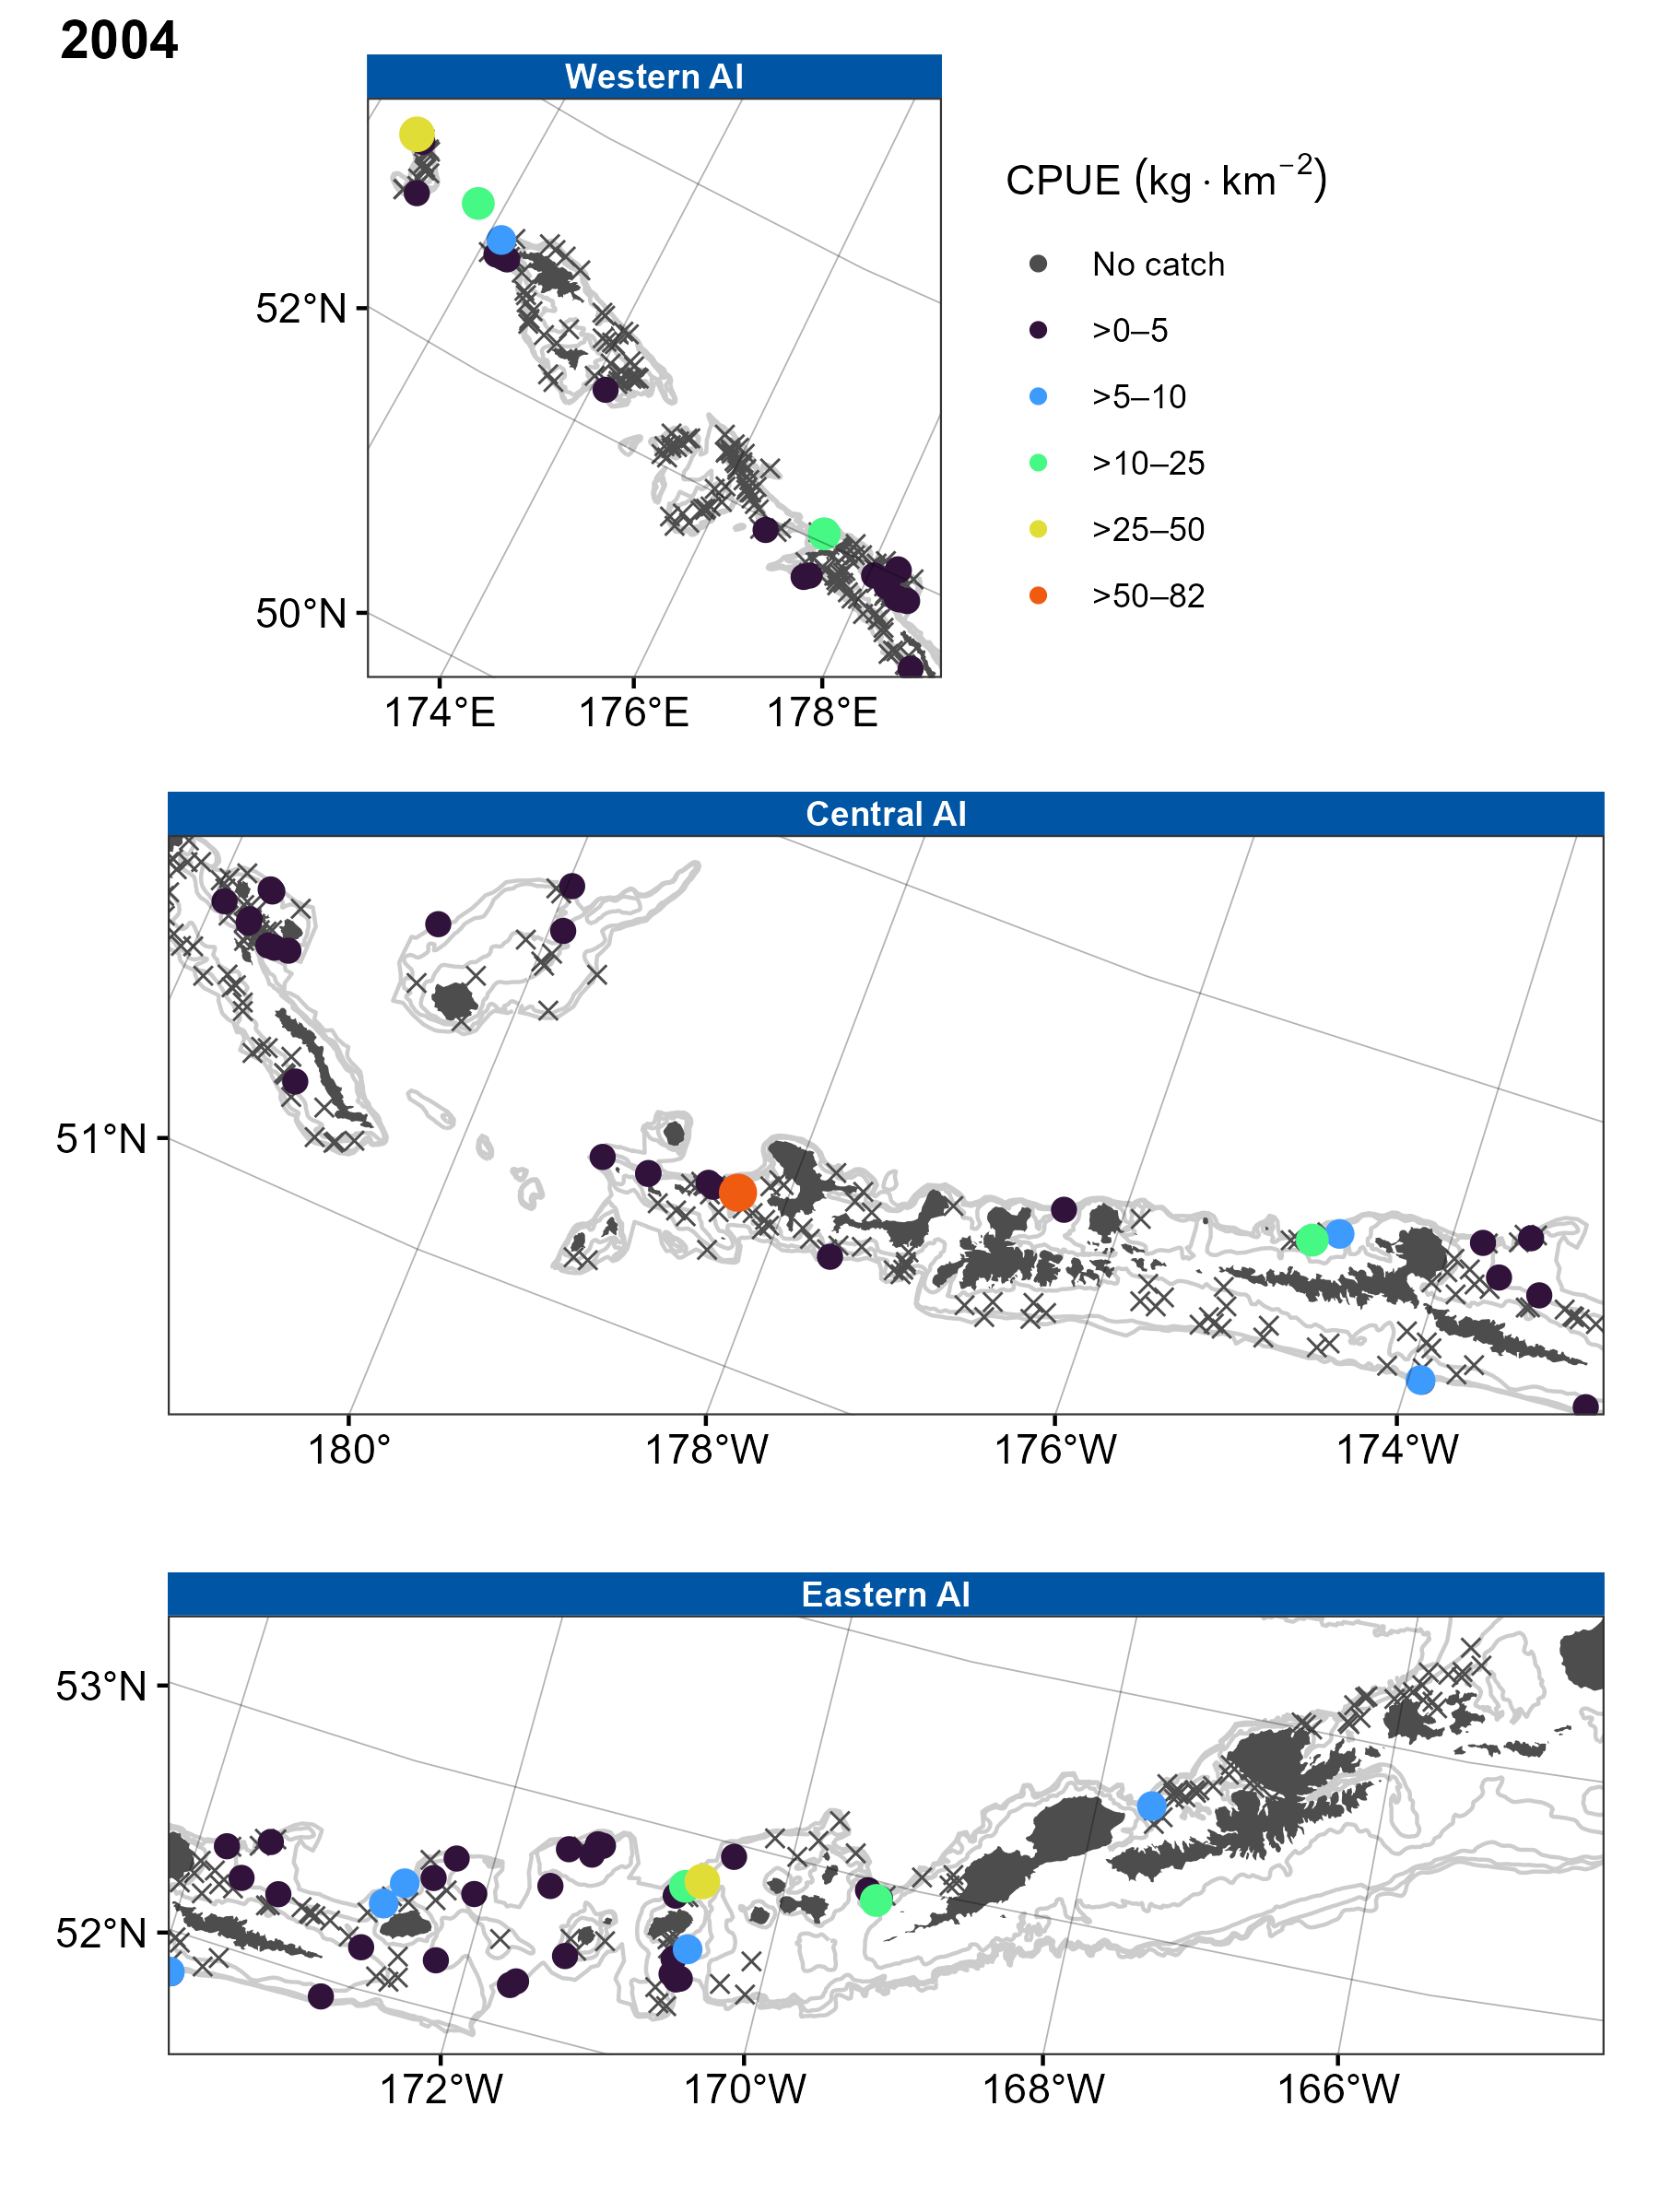 2004
Western AI
CPUE (kg · km⁻²)
No catch
>0–5
>5–10
>10–25
>25–50
>50–82
52°N
50°N
174°E 176°E 178°E
Central AI
51°N
180° 178°W 176°W 174°W
Eastern AI
53°N
52°N
172°W 170°W 168°W 166°W